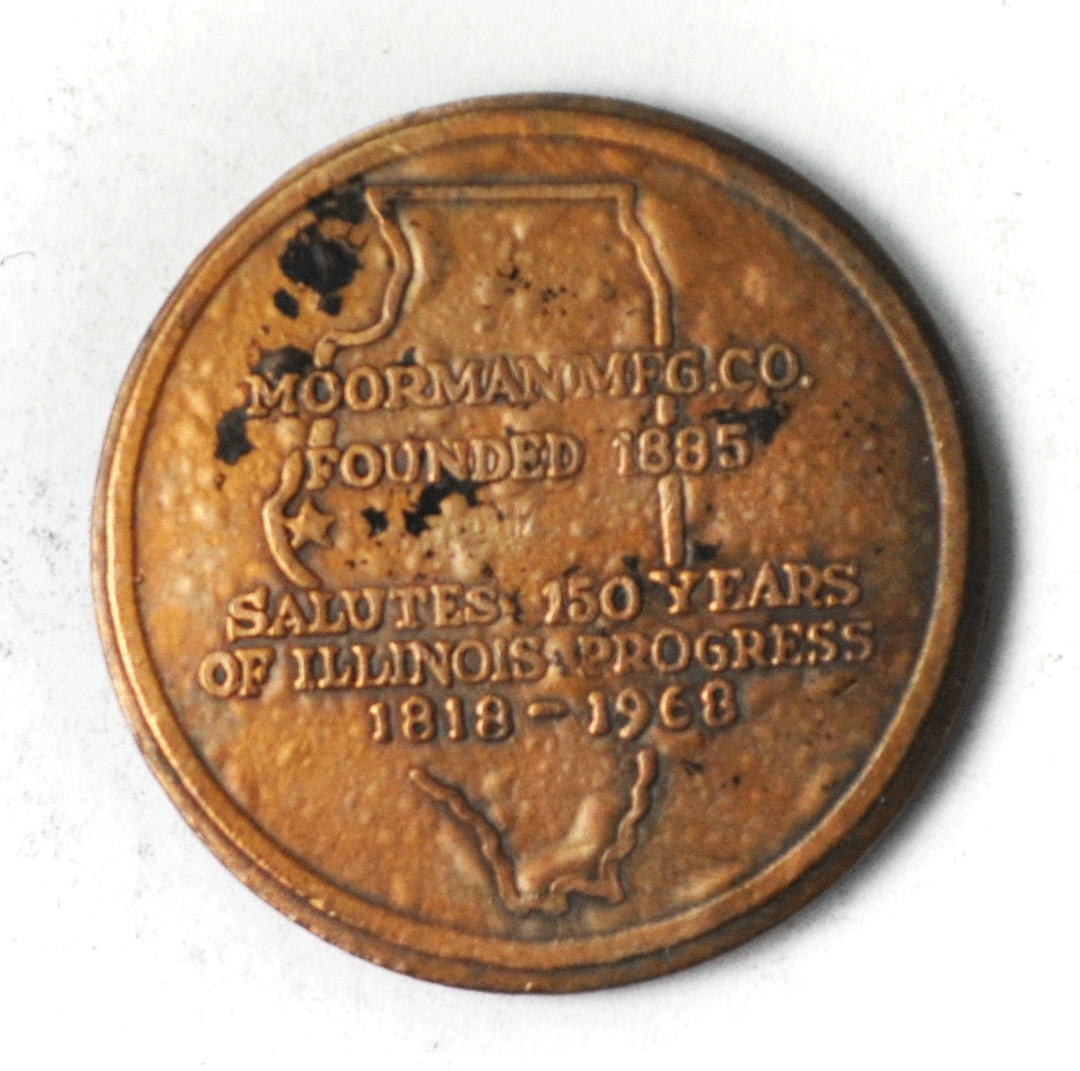 MOORMAN MFG. CO.
FOUNDED 1885
SALUTES 150 YEARS
OF ILLINOIS PROGRESS
1818 - 1968